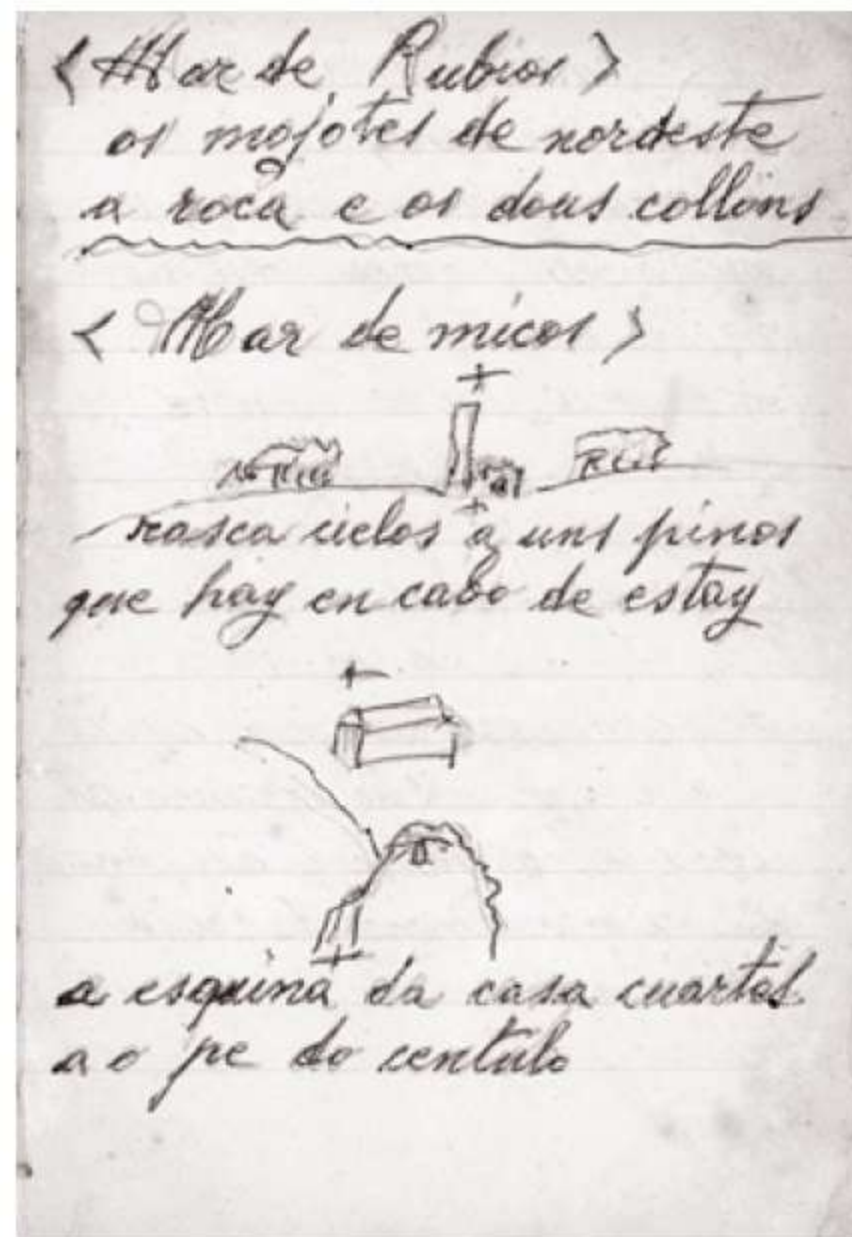 <Mar de Rubios>
os mojotes de nordeste
a roca e os dous collons
<Mar de micos>
rasca cielos a uns pinos
que hay en cabo de estay
a esquina da casa cuartel
ao pe do centulo